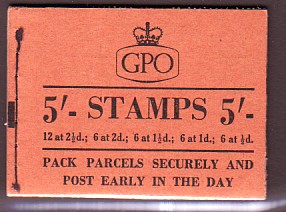 GPO
5'- STAMPS 5'-
12 at 2½d.; 6 at 2d.; 6 at 1½d.; 6 at 1d.; 6 at ½d.
PACK PARCELS SECURELY AND
POST EARLY IN THE DAY